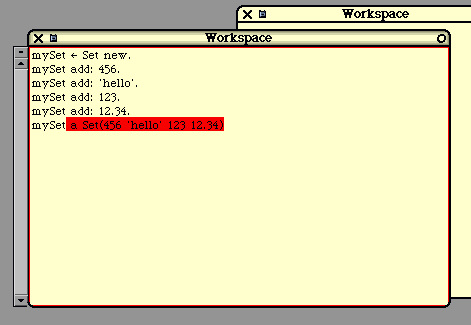 Workspace
Workspace
mySet ← Set new.
mySet add: 456.
mySet add: 'hello'.
mySet add: 123.
mySet add: 12.34.
mySet a Set(456 'hello' 123 12.34)